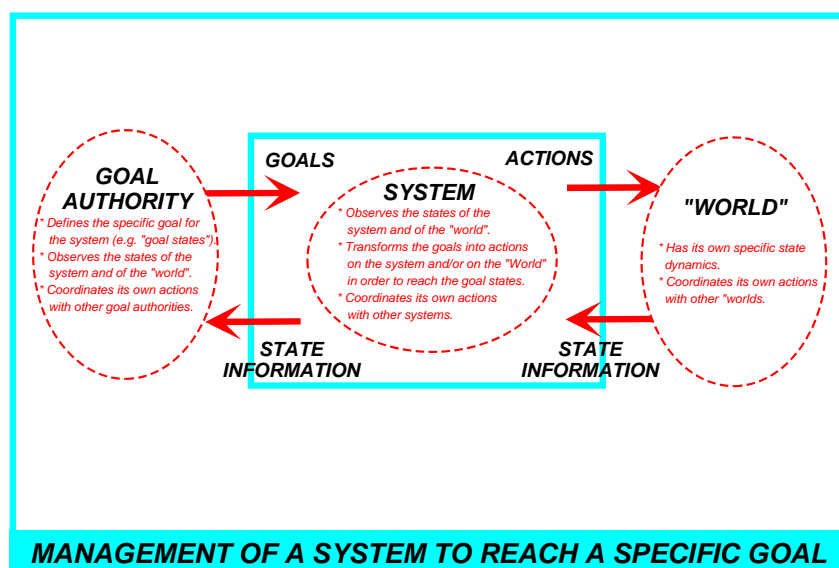 GOAL
AUTHORITY
* Defines the specific goal for
the system (e.g. "goal states").
* Observes the states of the
system and of the "world".
* Coordinates its own actions
with other goal authorities.
GOALS
STATE
INFORMATION
SYSTEM
* Observes the states of the
system and of the "world".
* Transforms the goals into actions
on the system and/or on the "World"
in order to reach the goal states.
* Coordinates its own actions
with other systems.
ACTIONS
STATE
INFORMATION
"WORLD"
* Has its own specific state
dynamics.
* Coordinates its own actions
with other "worlds.
MANAGEMENT OF A SYSTEM TO REACH A SPECIFIC GOAL